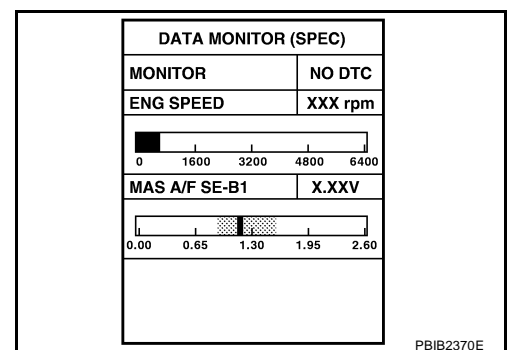 DATA MONITOR (SPEC)
MONITOR NO DTC
ENG SPEED XXX rpm
0 1600 3200 4800 6400
MAS A/F SE-B1 X.XXV
0.00 0.65 1.30 1.95 2.60
PBIB2370E